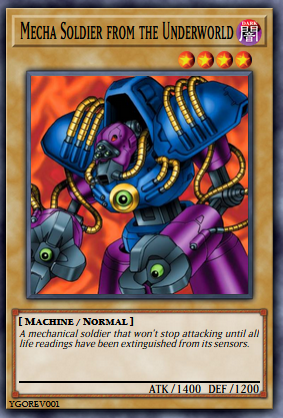 Mecha Soldier from the Underworld
DARK
闇
[ Machine / Normal ]
A mechanical soldier that won't stop attacking until all
life readings have been extinguished from its sensors.
ATK/1400 DEF/1200
YGOREV001